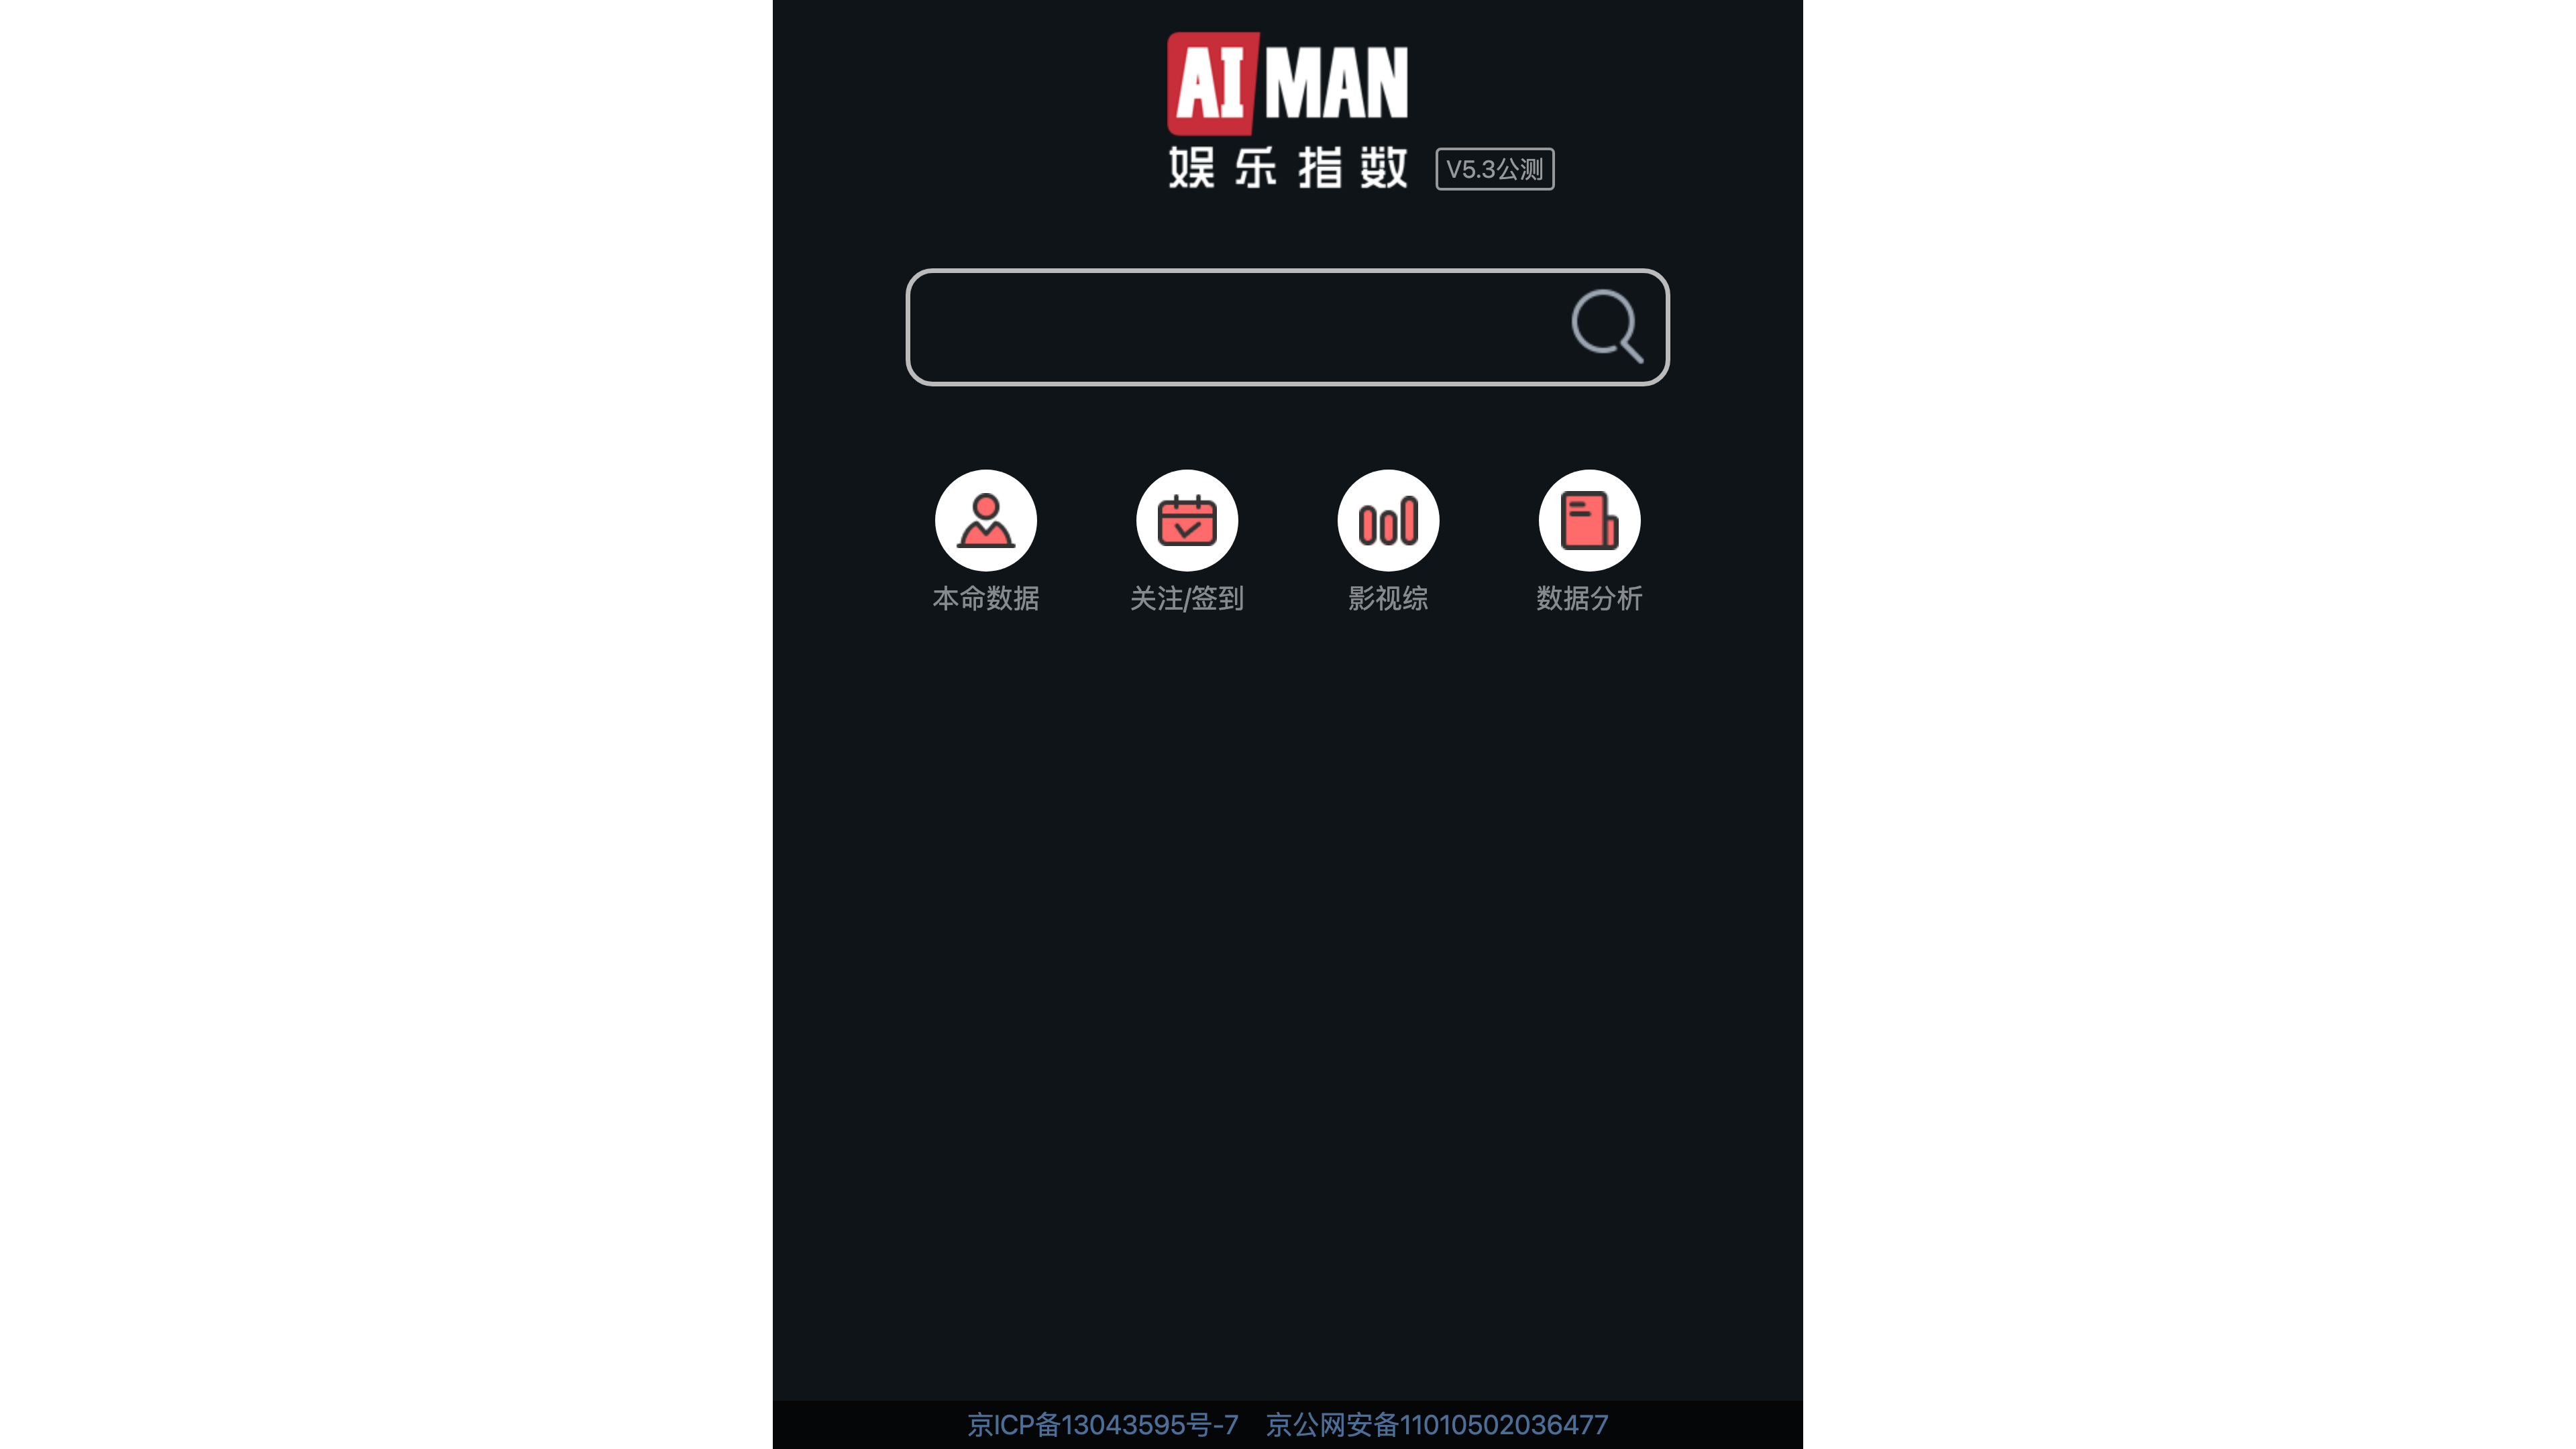 AI MAN
娱乐指数 V5.3公测
本命数据 关注/签到 影视综 数据分析
京ICP备13043595号-7 京公网安备11010502036477